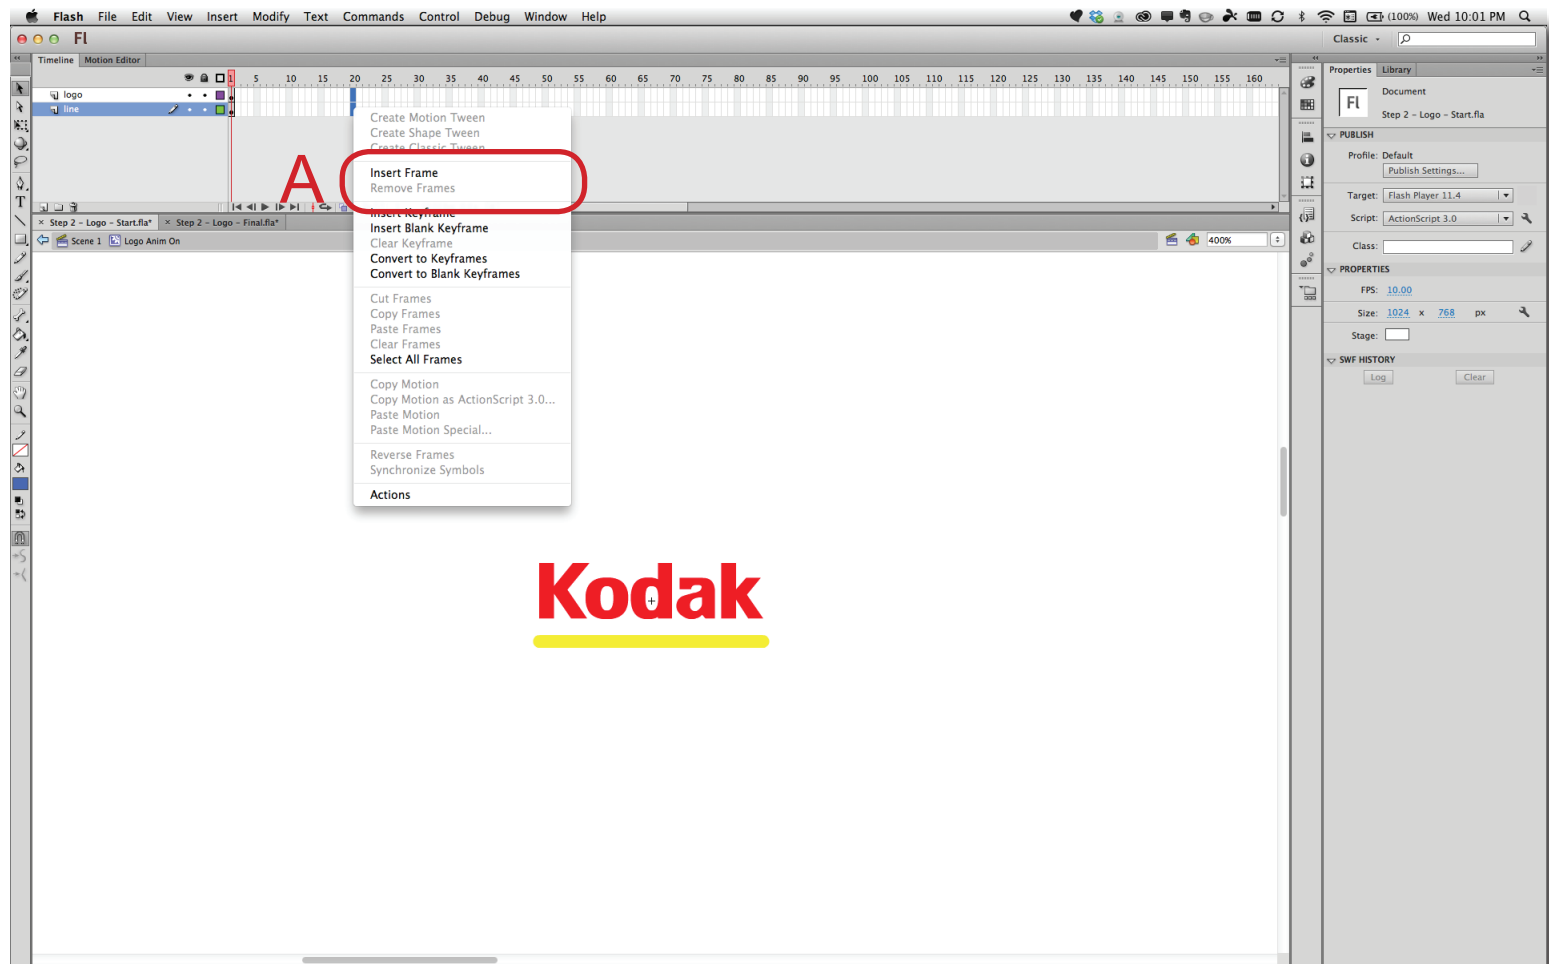 Flash File Edit View Insert Modify Text Commands Control Debug Window Help (100%) Wed 10:01 PM
Fl Classic
Timeline Motion Editor
1 5 10 15 20 25 30 35 40 45 50 55 60 65 70 75 80 85 90 95 100 105 110 115 120 125 130 135 140 145 150 155 160
logo
line
A
Create Motion Tween
Create Shape Tween
Create Classic Tween
Insert Frame
Remove Frames
Insert Keyframe
Insert Blank Keyframe
Clear Keyframe
Convert to Keyframes
Convert to Blank Keyframes
Cut Frames
Copy Frames
Paste Frames
Clear Frames
Select All Frames
Copy Motion
Copy Motion as ActionScript 3.0...
Paste Motion
Paste Motion Special...
Reverse Frames
Synchronize Symbols
Actions
× Step 2 - Logo - Start.fla* × Step 2 - Logo - Final.fla*
Scene 1 Logo Anim On 400%
Kodak
Properties Library
Fl
Document
Step 2 - Logo - Start.fla
PUBLISH
Profile: Default
Publish Settings...
Target: Flash Player 11.4
Script: ActionScript 3.0
Class:
PROPERTIES
FPS: 10.00
Size: 1024 x 768 px
Stage:
SWF HISTORY
Log Clear